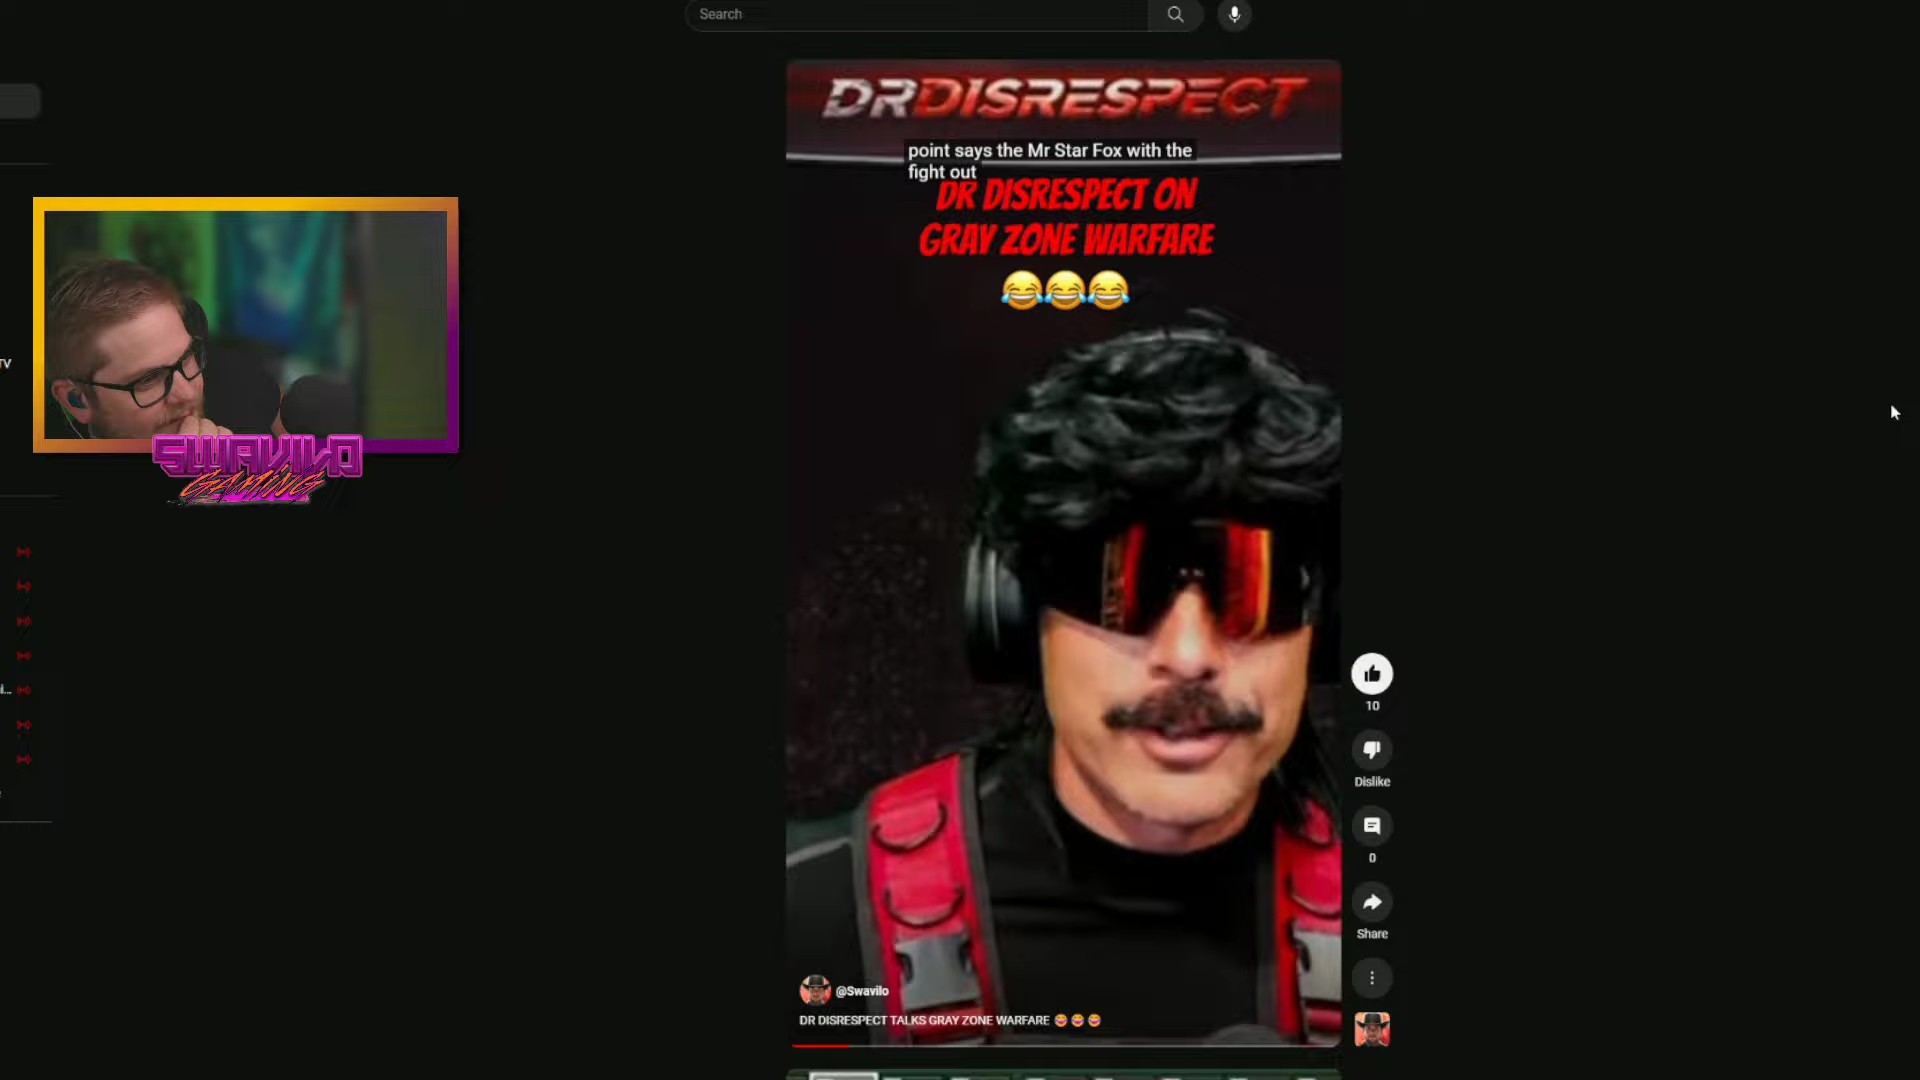 Search
DRDISRESPECT
point says the Mr Star Fox with the
fight out
DR DISRESPECT ON
GRAY ZONE WARFARE
TV
SWAVILO
GAMING
10
Dislike
0
Share
@Swavilo
DR DISRESPECT TALKS GRAY ZONE WARFARE